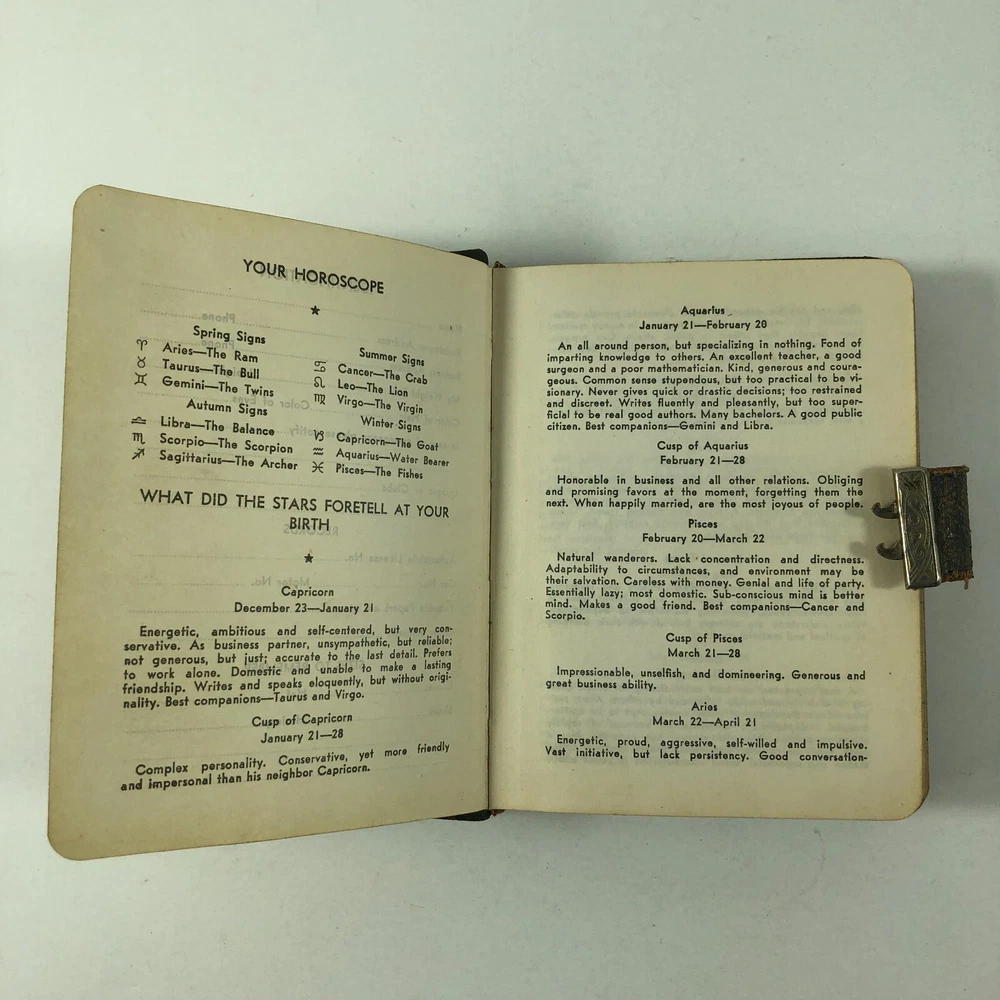 YOUR HOROSCOPE
★
Spring Signs
♈ Aries—The Ram
♉ Taurus—The Bull
♊ Gemini—The Twins
Autumn Signs
♎ Libra—The Balance
♏ Scorpio—The Scorpion
♐ Sagittarius—The Archer
Summer Signs
♋ Cancer—The Crab
♌ Leo—The Lion
♍ Virgo—The Virgin
Winter Signs
♑ Capricorn—The Goat
♒ Aquarius—Water Bearer
♓ Pisces—The Fishes
WHAT DID THE STARS FORETELL AT YOUR
BIRTH
★
Capricorn
December 23—January 21
Energetic, ambitious and self-centered, but very con-
servative. As business partner, unsympathetic, but reliable;
not generous, but just; accurate to the last detail. Prefers
to work alone. Domestic and unable to make a lasting
friendship. Writes and speaks eloquently, but without origi-
nality. Best companions—Taurus and Virgo.
Cusp of Capricorn
January 21—28
Complex personality. Conservative, yet more friendly
and impersonal than his neighbor Capricorn.
Aquarius
January 21—February 20
An all around person, but specializing in nothing. Fond of
imparting knowledge to others. An excellent teacher, a good
surgeon and a poor mathematician. Kind, generous and coura-
geous. Common sense stupendous, but too practical to be vi-
sionary. Never gives quick or drastic decisions; too restrained
and discreet. Writes fluently and pleasantly, but too super-
ficial to be real good authors. Many bachelors. A good public
citizen. Best companions—Gemini and Libra.
Cusp of Aquarius
February 21—28
Honorable in business and all other relations. Obliging
and promising favors at the moment, forgetting them the
next. When happily married, are the most joyous of people.
Pisces
February 20—March 22
Natural wanderers. Lack concentration and directness.
Adaptability to circumstances, and environment may be
their salvation. Careless with money. Genial and life of party.
Essentially lazy; most domestic. Sub-conscious mind is better
mind. Makes a good friend. Best companions—Cancer and
Scorpio.
Cusp of Pisces
March 21—28
Impressionable, unselfish, and domineering. Generous and
great business ability.
Aries
March 22—April 21
Energetic, proud, aggressive, self-willed and impulsive.
Vast initiative, but lack persistency. Good conversation-